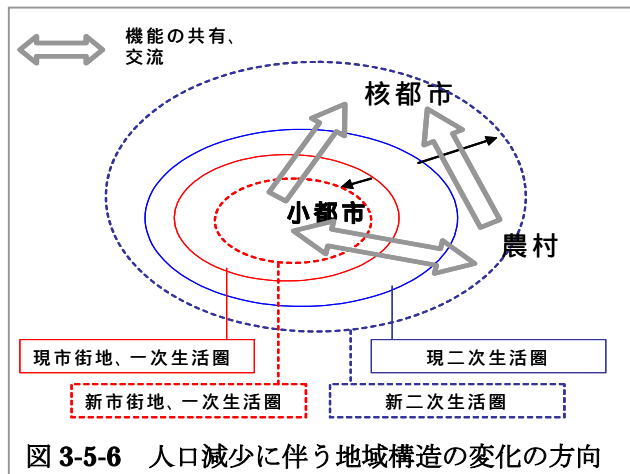 機能の共有、
交流
核都市
小都市
農村
現市街地、一次生活圏
現二次生活圏
新市街地、一次生活圏
新二次生活圏
図 3-5-6 人口減少に伴う地域構造の変化の方向